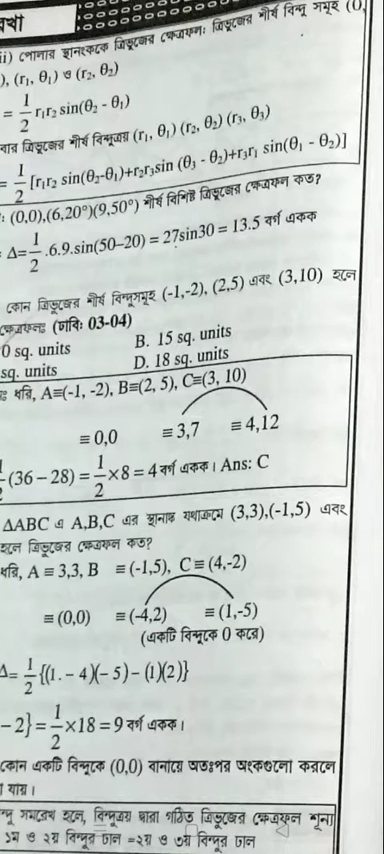 ii) পোলার স্থানাংককে ত্রিভুজের ক্ষেত্রফলঃ ত্রিভুজের শীর্ষ বিন্দু সমূহ (0,
), (r₁, θ₁) ও (r₂, θ₂)
= 1/2 r₁r₂ sin(θ₂ - θ₁)
বার ত্রিভুজের শীর্ষ বিন্দুত্রয় (r₁, θ₁) (r₂, θ₂) (r₃, θ₃)
= 1/2 [r₁r₂ sin(θ₂-θ₁)+r₂r₃sin (θ₃ - θ₂)+r₃r₁ sin(θ₁ - θ₂)]
: (0,0),(6,20°)(9,50°) শীর্ষ বিশিষ্ট ত্রিভুজের ক্ষেত্রফল কত?
Δ=1/2 .6.9.sin(50–20) = 27sin30 = 13.5 বর্গ একক
কোন ত্রিভুজের শীর্ষ বিন্দুসমূহ (-1,-2), (2,5) এবং (3,10) হলে
ক্ষেত্রফলঃ (ঢাবিঃ 03-04)
0 sq. units B. 15 sq. units
sq. units D. 18 sq. units
ধরি, A≡(-1, -2), B≡(2, 5), C≡(3, 10)
≡ 0,0 ≡ 3,7 ≡ 4,12
(36 – 28) = 1/2 × 8 = 4 বর্গ একক। Ans: C
ΔABC এ A,B,C এর স্থানাঙ্ক যথাক্রমে (3,3),(-1,5) এবং
হলে ত্রিভুজের ক্ষেত্রফল কত?
ধরি, A ≡ 3,3, B ≡ (-1,5), C ≡ (4,-2)
≡ (0,0) ≡ (-4,2) ≡ (1,-5)
(একটি বিন্দুকে 0 করে)
Δ= 1/2 {(1. - 4)(- 5) – (1)(2)}
– 2} = 1/2 × 18 = 9 বর্গ একক।
কোন একটি বিন্দুকে (0,0) বানায়ে অতঃপর অংকগুলো করলে
যায়।
সমরেখ হলে, বিন্দুত্রয় দ্বারা গঠিত ত্রিভুজের ক্ষেত্রফল শূন্য
১ম ও ২য় বিন্দুর ঢাল =২য় ও ৩য় বিন্দুর ঢাল